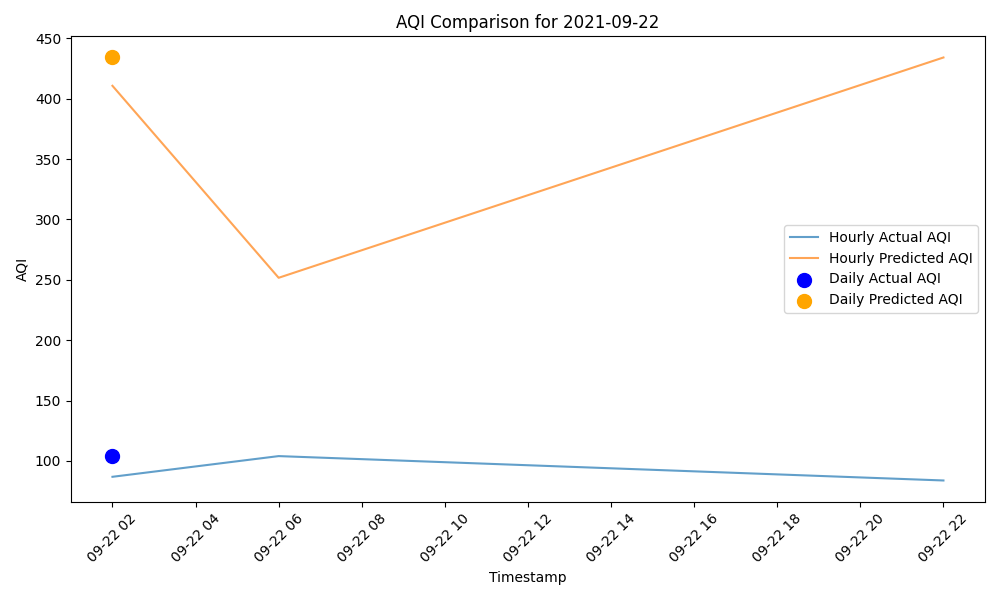 AQI Comparison for 2021-09-22
450
400
350
300
250
200
150
100
AQI
Hourly Actual AQI
Hourly Predicted AQI
Daily Actual AQI
Daily Predicted AQI
09-22 02
09-22 04
09-22 06
09-22 08
09-22 10
09-22 12
09-22 14
09-22 16
09-22 18
09-22 20
09-22 22
Timestamp